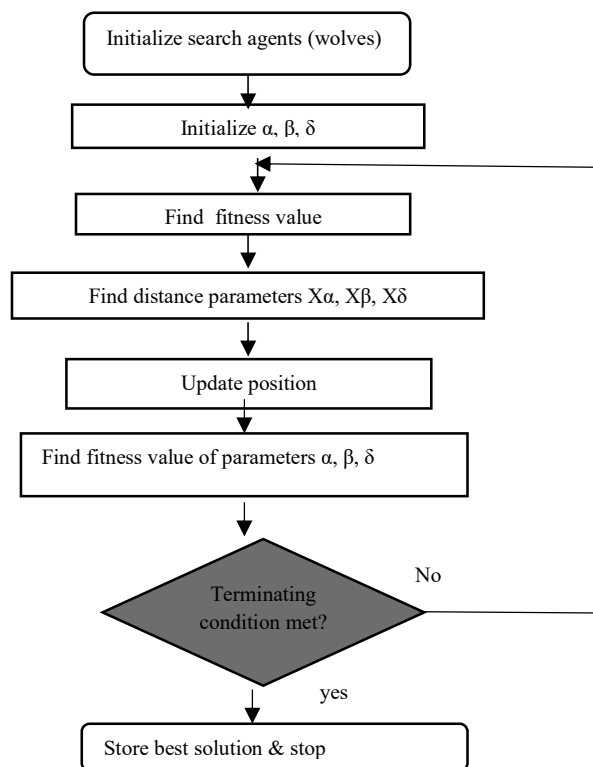 Initialize search agents (wolves)
Initialize α, β, δ
Find fitness value
Find distance parameters Xα, Xβ, Xδ
Update position
Find fitness value of parameters α, β, δ
Terminating
condition met?
No
yes
Store best solution & stop